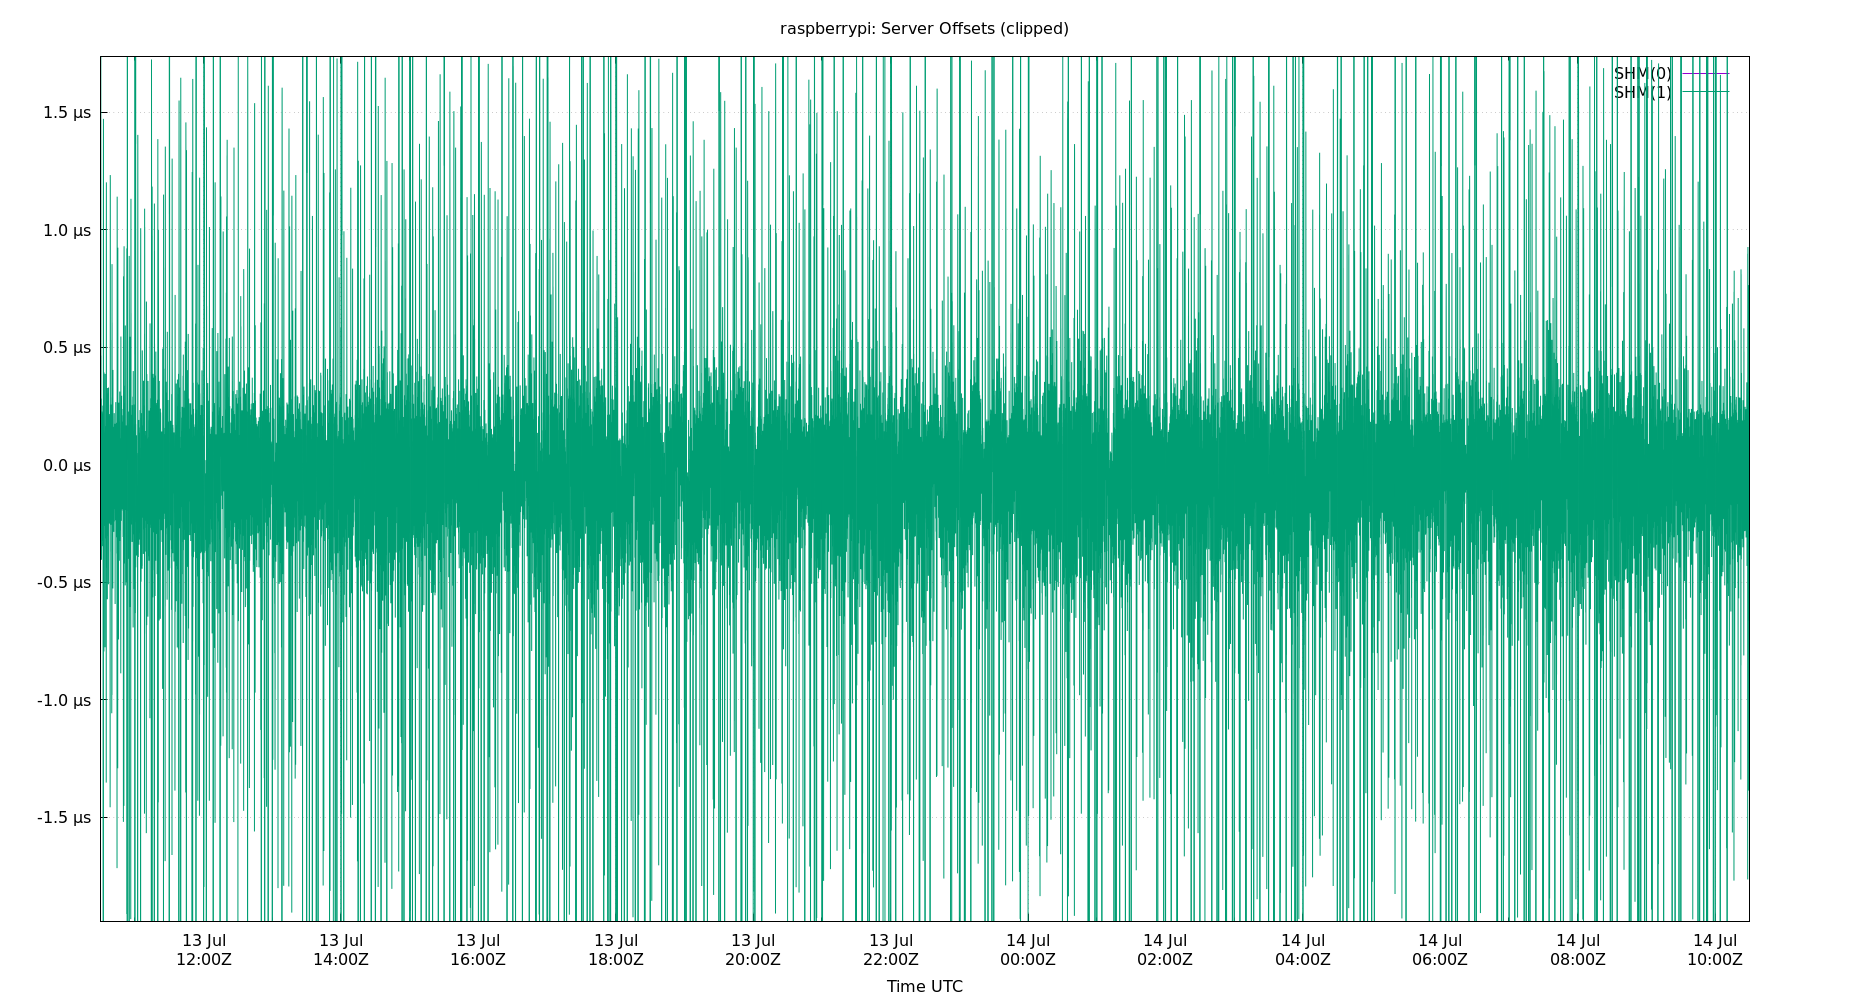 raspberrypi: Server Offsets (clipped)
SHM(0)
SHM(1)
1.5 µs
1.0 µs
0.5 µs
0.0 µs
-0.5 µs
-1.0 µs
-1.5 µs
13 Jul 13 Jul 13 Jul 13 Jul 13 Jul 13 Jul 14 Jul 14 Jul 14 Jul 14 Jul 14 Jul 14 Jul
12:00Z 14:00Z 16:00Z 18:00Z 20:00Z 22:00Z 00:00Z 02:00Z 04:00Z 06:00Z 08:00Z 10:00Z
Time UTC